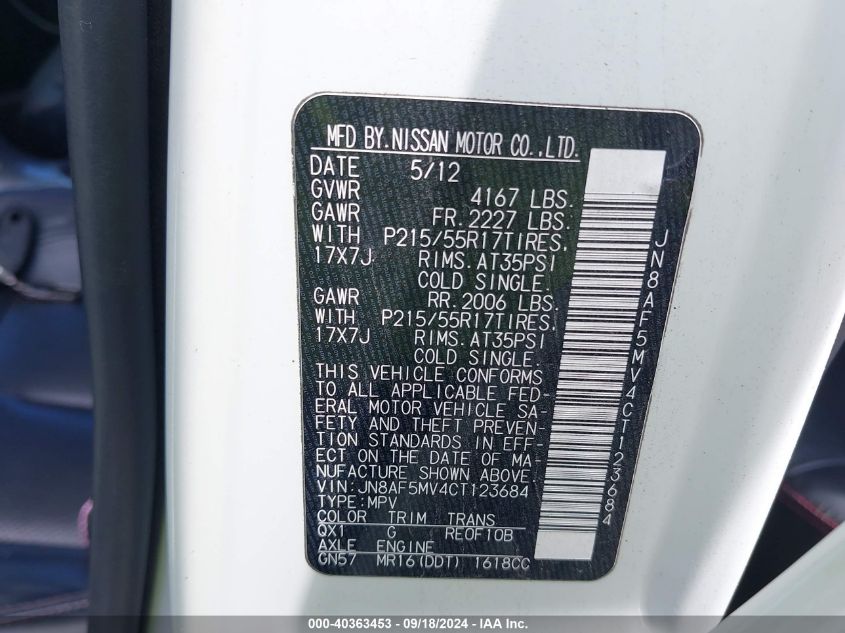 MFD BY.NISSAN MOTOR CO.,LTD.
DATE 5/12
GVWR 4167 LBS.
GAWR FR. 2227 LBS.
WITH P215/55R17TIRES.
17X7J RIMS.AT35PSI
COLD SINGLE.
GAWR RR. 2006 LBS.
WITH P215/55R17TIRES.
17X7J RIMS.AT35PSI
COLD SINGLE.
THIS VEHICLE CONFORMS
TO ALL APPLICABLE FED-
ERAL MOTOR VEHICLE SA-
FETY AND THEFT PREVEN-
TION STANDARDS IN EFF-
ECT ON THE DATE OF MA-
NUFACTURE SHOWN ABOVE.
VIN:JN8AF5MV4CT123684
TYPE:MPV
COLOR TRIM TRANS
QX1 G RE0F10B
AXLE ENGINE
GN57 MR16(DDT) 1618CC
JN8AF5MV4CT123684
000-40363453 - 09/18/2024 - IAA Inc.